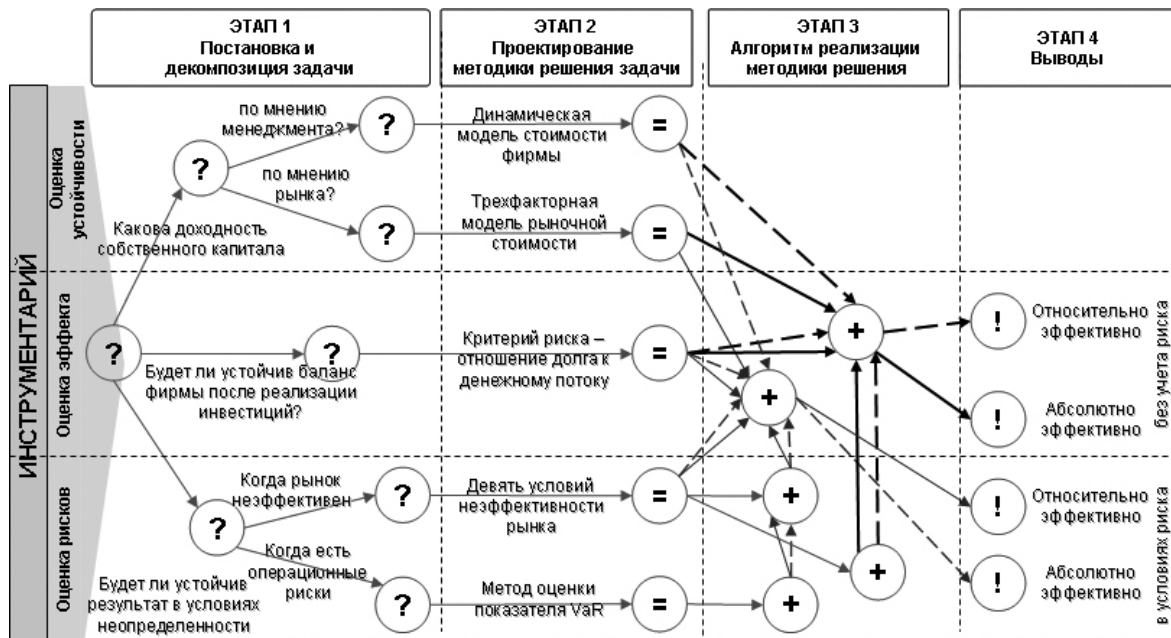 ЭТАП 1
Постановка и
декомпозиция задачи
ЭТАП 2
Проектирование
методики решения задачи
ЭТАП 3
Алгоритм реализации
методики решения
ЭТАП 4
Выводы
ИНСТРУМЕНТАРИЙ
Оценка
устойчивости
по мнению
менеджмента?
?
Динамическая
модель стоимости
фирмы
=
?
по мнению
рынка?
?
Трехфакторная
модель рыночной
стоимости
=
Какова доходность
собственного капитала
Оценка эффекта
?
?
Будет ли устойчив баланс
фирмы после реализации
инвестиций?
Критерий риска –
отношение долга к
денежному потоку
=
+
+
!
Относительно
эффективно
!
Абсолютно
эффективно
без учета риска
Оценка рисков
Когда рынок
неэффективен
?
?
Когда есть
операционные
риски
?
Будет ли устойчив
результат в условиях
неопределенности
Девять условий
неэффективности
рынка
=
+
Метод оценки
показателя VaR
=
+
+
!
Относительно
эффективно
!
Абсолютно
эффективно
в условиях риска